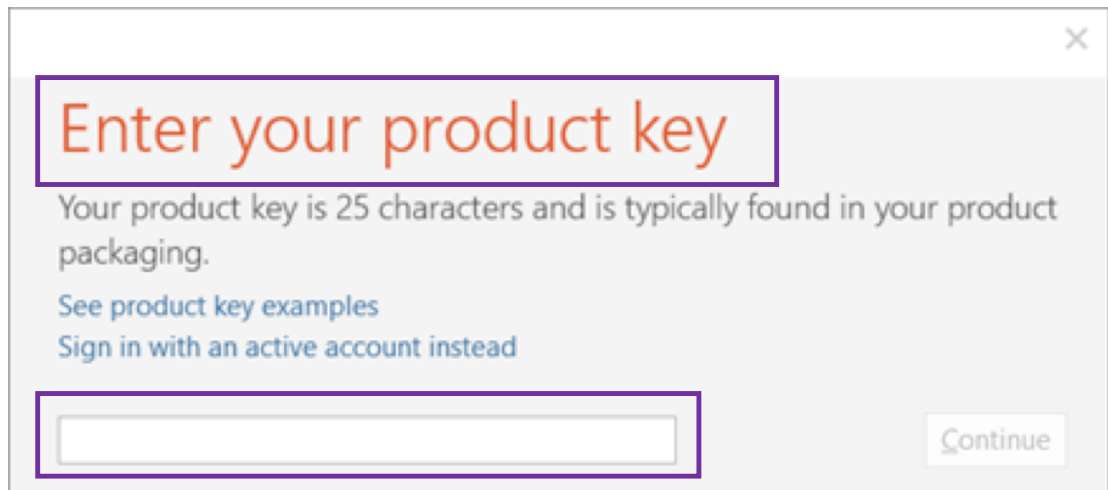 Enter your product key
Your product key is 25 characters and is typically found in your product
packaging.
See product key examples
Sign in with an active account instead
Continue